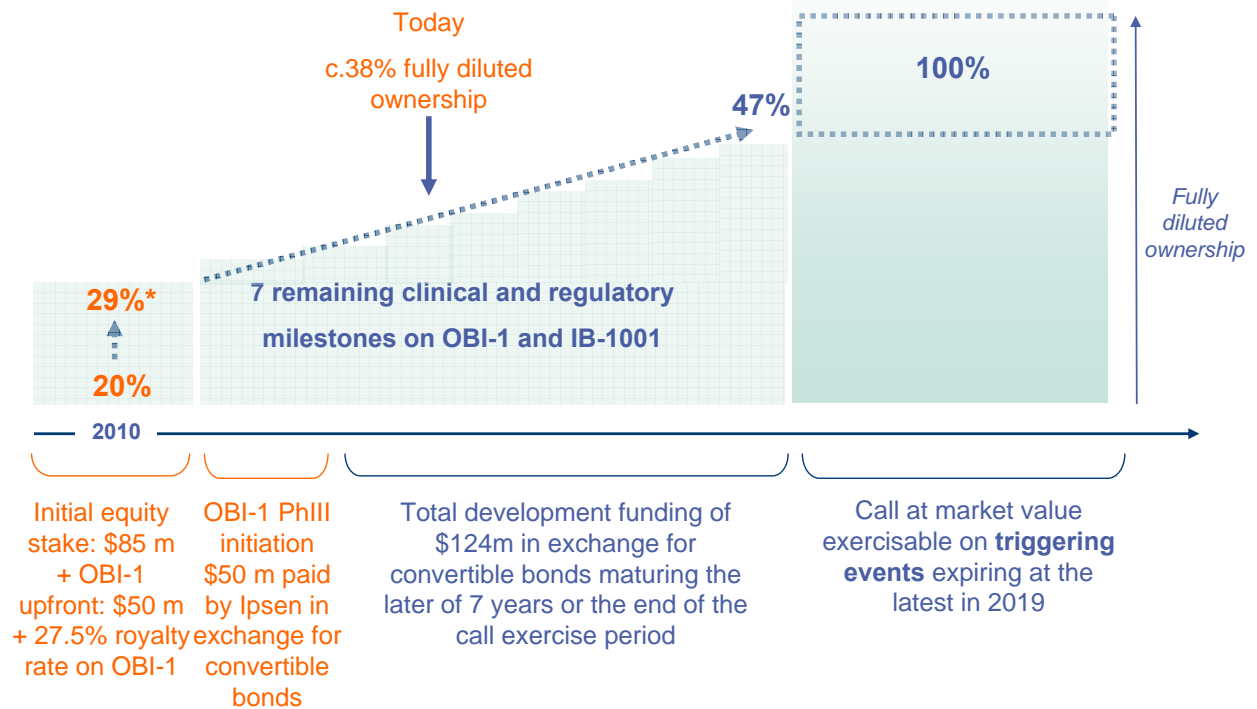 Today
c.38% fully diluted
ownership
47%
100%
Fully
diluted
ownership
29%*
20%
7 remaining clinical and regulatory
milestones on OBI-1 and IB-1001
2010
Initial equity
stake: $85 m
+ OBI-1
upfront: $50 m
+ 27.5% royalty
rate on OBI-1
OBI-1 PhIII
initiation
$50 m paid
by Ipsen in
exchange for
convertible
bonds
Total development funding of
$124m in exchange for
convertible bonds maturing the
later of 7 years or the end of the
call exercise period
Call at market value
exercisable on triggering
events expiring at the
latest in 2019